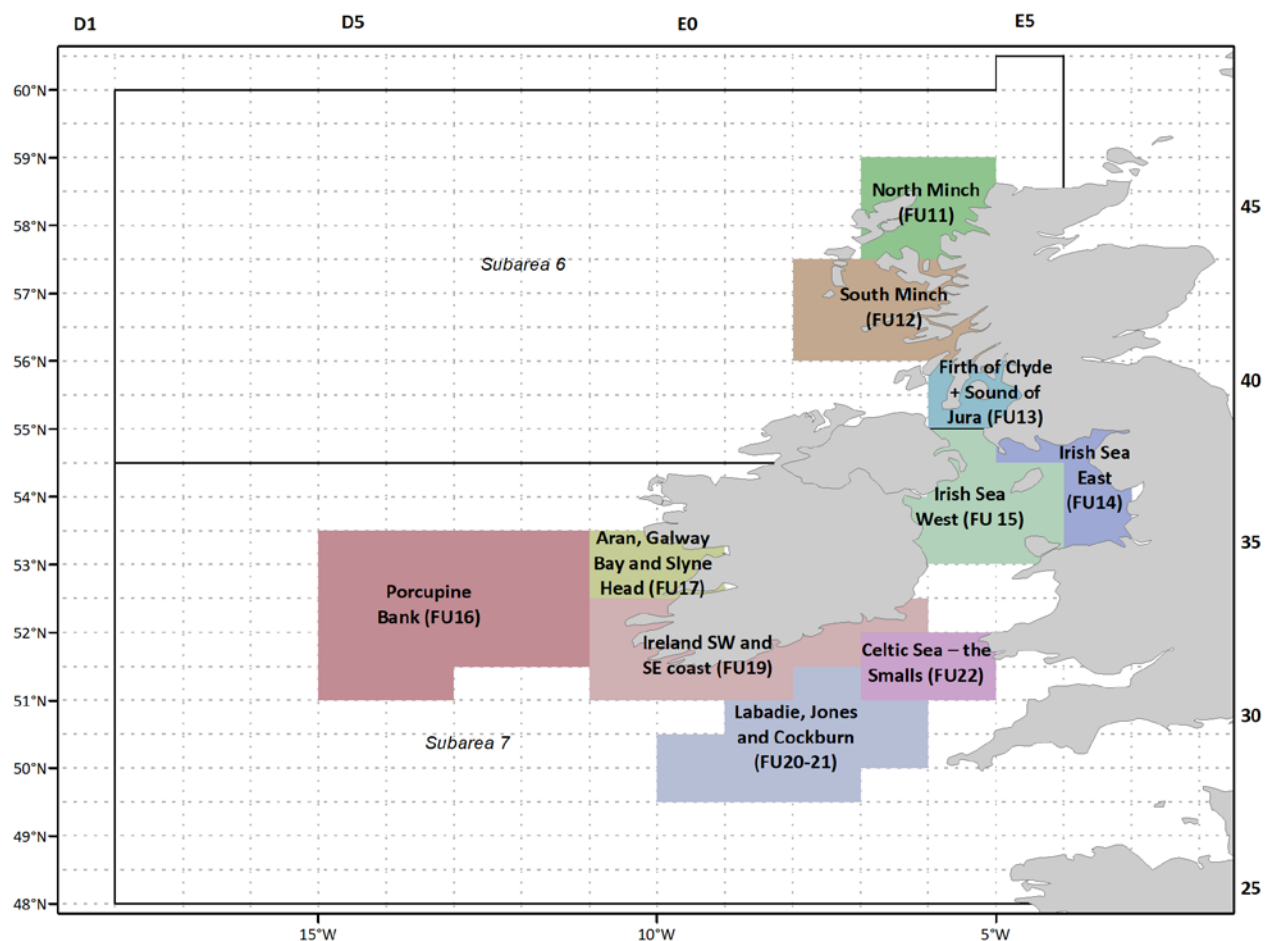 D1
D5
E0
E5
60°N
59°N
58°N
57°N
56°N
55°N
54°N
53°N
52°N
51°N
50°N
49°N
48°N
North Minch
(FU11)
Subarea 6
South Minch
(FU12)
Firth of Clyde
+ Sound of
Jura (FU13)
Irish Sea
East
(FU14)
Irish Sea
West (FU 15)
Aran, Galway
Bay and Slyne
Head (FU17)
Porcupine
Bank (FU16)
Ireland SW and
SE coast (FU19)
Celtic Sea – the
Smalls (FU22)
Labadie, Jones
and Cockburn
(FU20-21)
Subarea 7
45
40
35
30
25
15°W
10°W
5°W